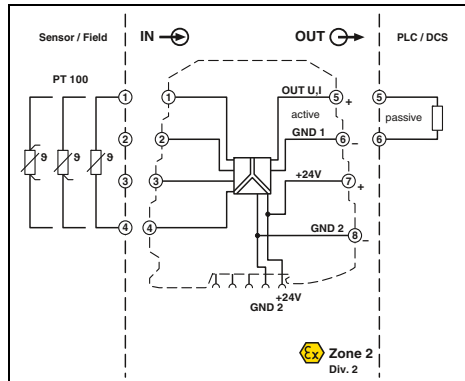 Sensor / Field
IN
OUT
PLC / DCS
PT 100
1
1
OUT U,I
5
+
5
active
passive
2
2
GND 1
6
–
6
ϑ
ϑ
ϑ
3
3
+24V
7
+
4
4
GND 2
8
–
+24V
GND 2
Ex
Zone 2
Div. 2